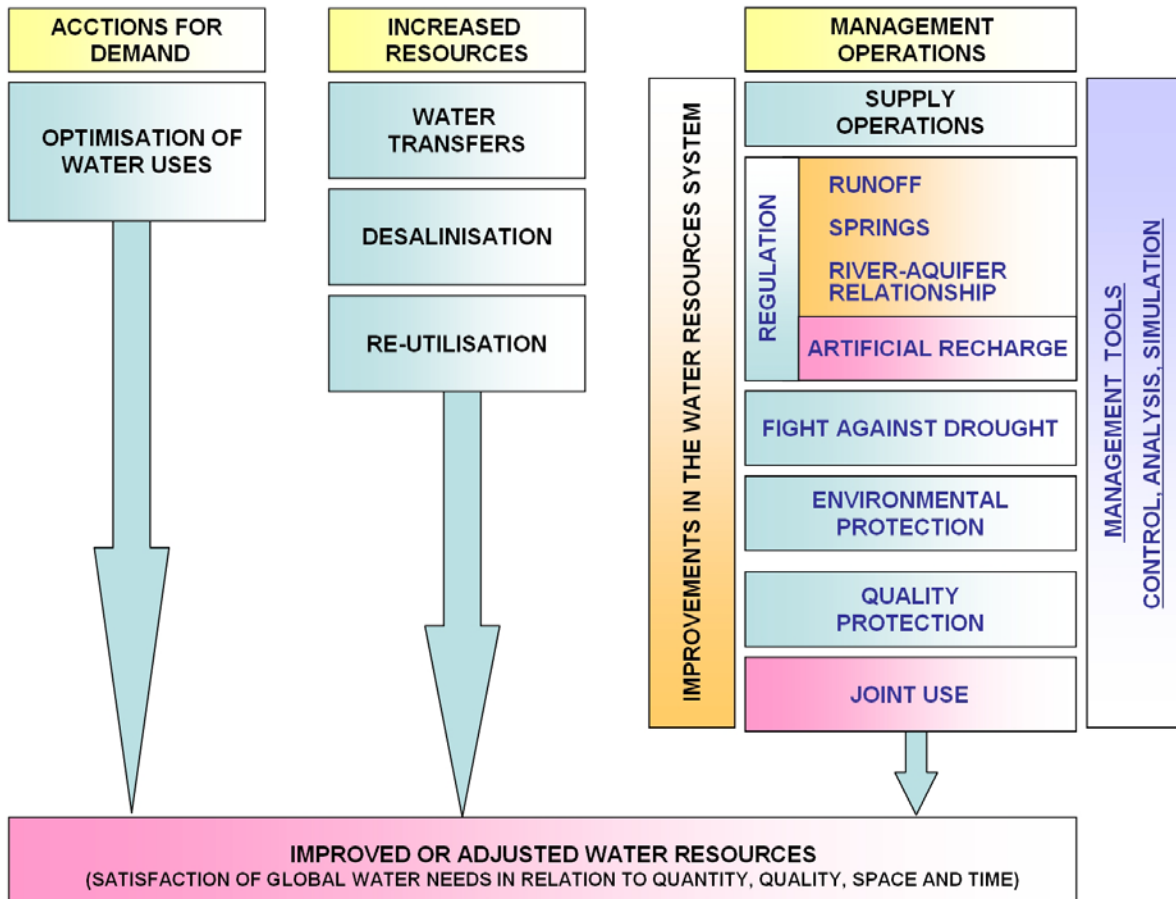 ACCTIONS FOR
DEMAND
OPTIMISATION OF
WATER USES
INCREASED
RESOURCES
WATER
TRANSFERS
DESALINISATION
RE-UTILISATION
MANAGEMENT
OPERATIONS
IMPROVEMENTS IN THE WATER RESOURCES SYSTEM
SUPPLY
OPERATIONS
REGULATION
RUNOFF
SPRINGS
RIVER-AQUIFER
RELATIONSHIP
ARTIFICIAL RECHARGE
FIGHT AGAINST DROUGHT
ENVIRONMENTAL
PROTECTION
QUALITY
PROTECTION
JOINT USE
MANAGEMENT TOOLS
CONTROL, ANALYSIS, SIMULATION
IMPROVED OR ADJUSTED WATER RESOURCES
(SATISFACTION OF GLOBAL WATER NEEDS IN RELATION TO QUANTITY, QUALITY, SPACE AND TIME)